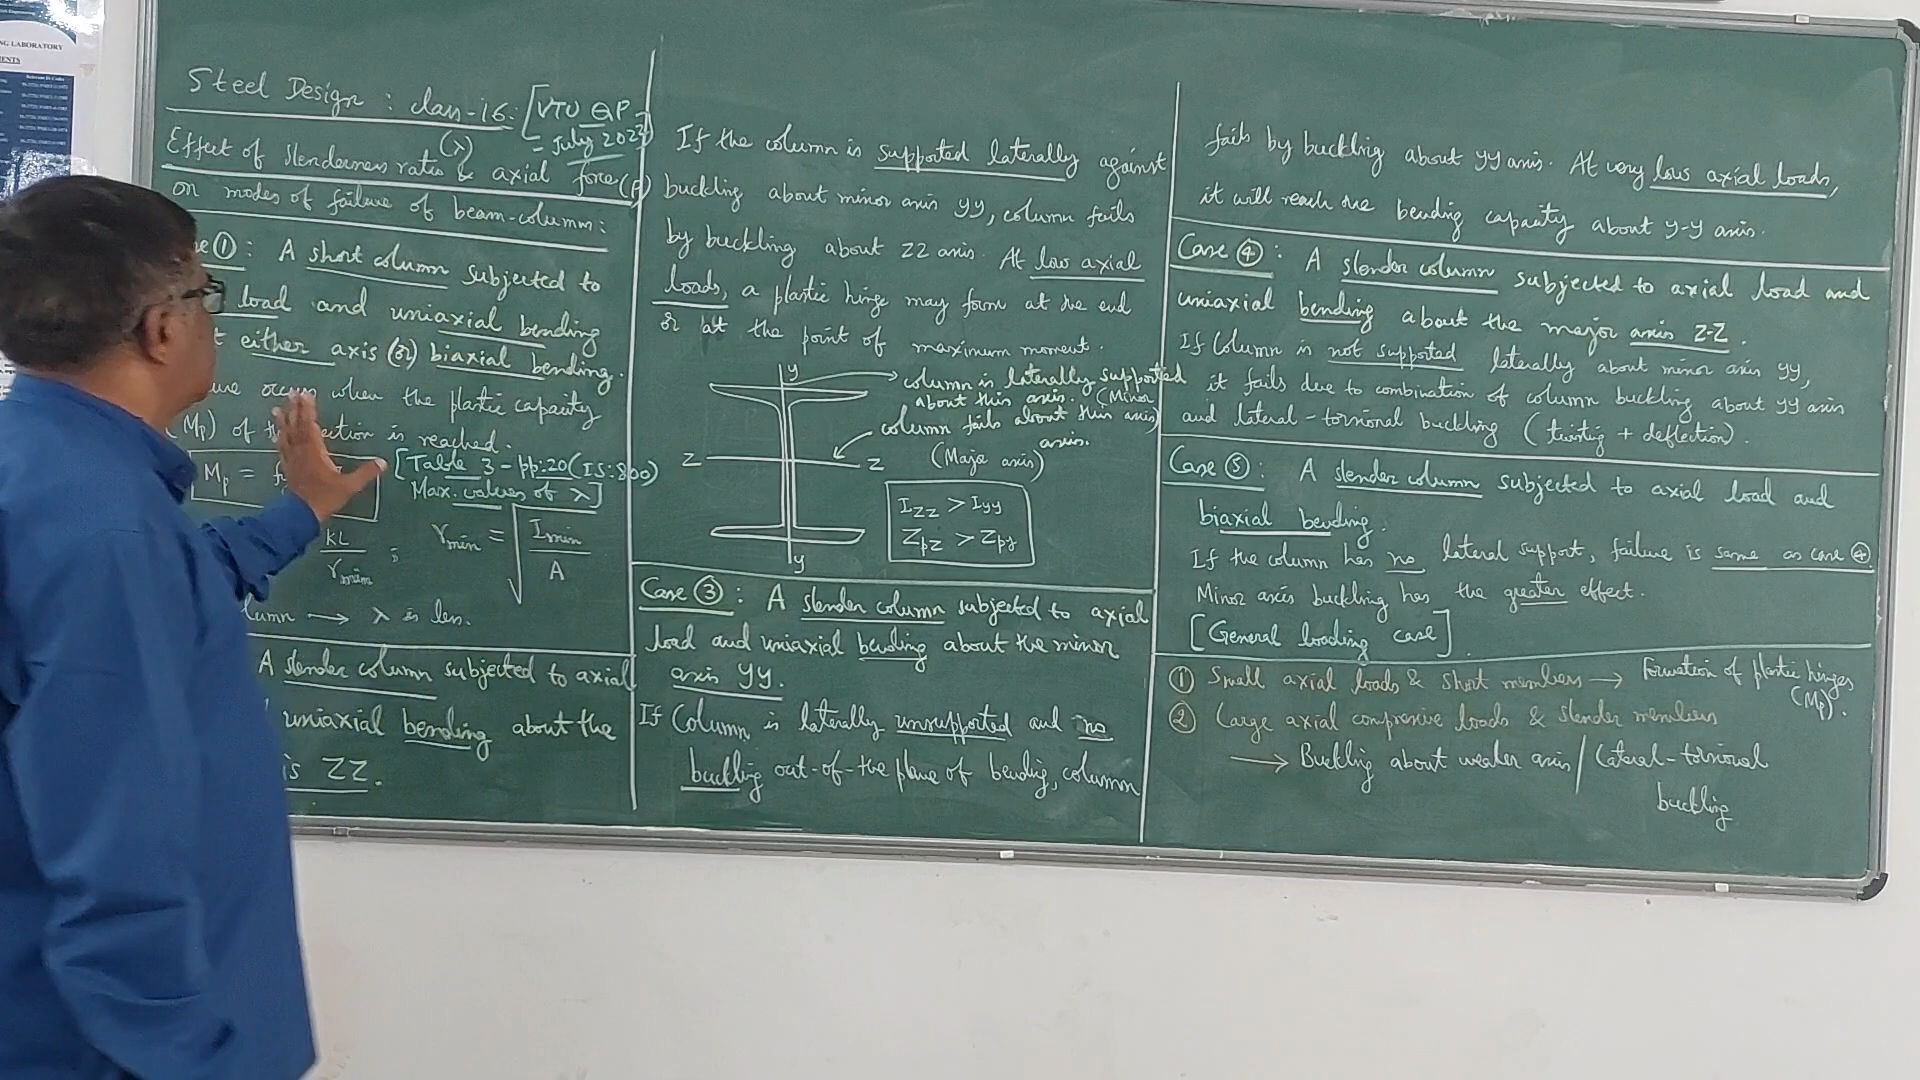 NG LABORATORY
Steel Design : class-16: [VTU QP -
- July 2023]
Effect of slenderness ratio (λ) & axial force (P)
on modes of failure of beam-columns:
①: A short column subjected to
load and uniaxial bending
either axis (or) biaxial bending.
occurs when the plastic capacity
(Mp) of section is reached.
Mp =
[Table 3 - pp:20 (IS:800)
Max. values of λ]
KL / rmin ; rmin = √(Imin / A)
→ λ is less.
A slender column subjected to axial
uniaxial bending about the
is ZZ.
If the column is supported laterally against
buckling about minor axis yy, column fails
by buckling about ZZ axis. At low axial
loads, a plastic hinge may form at the end
or at the point of maximum moment.
y
→ column is laterally supported
about this axis. (Minor
axis)
column fails about this axis.
(Major axis)
Z Z
y
IZZ > Iyy
Zpz > Zpy
Case ③: A slender column subjected to axial
load and uniaxial bending about the minor
axis YY.
If Column is laterally unsupported and no
buckling out-of-the plane of bending, column
fails by buckling about yy axis. At very low axial loads,
it will reach the bending capacity about y-y axis.
Case ④: A slender column subjected to axial load and
uniaxial bending about the major axis Z-Z.
If Column is not supported laterally about minor axis yy,
it fails due to combination of column buckling about yy axis
and lateral-torsional buckling (twisting + deflection).
Case ⑤: A slender column subjected to axial load and
biaxial bending.
If the column has no lateral support, failure is same as case ④.
Minor axis buckling has the greater effect.
[General loading case].
① Small axial loads & short members → Formation of plastic hinges
(Mp).
② Large axial compressive loads & slender members
→ Buckling about weaker axis / Lateral-torsional
buckling